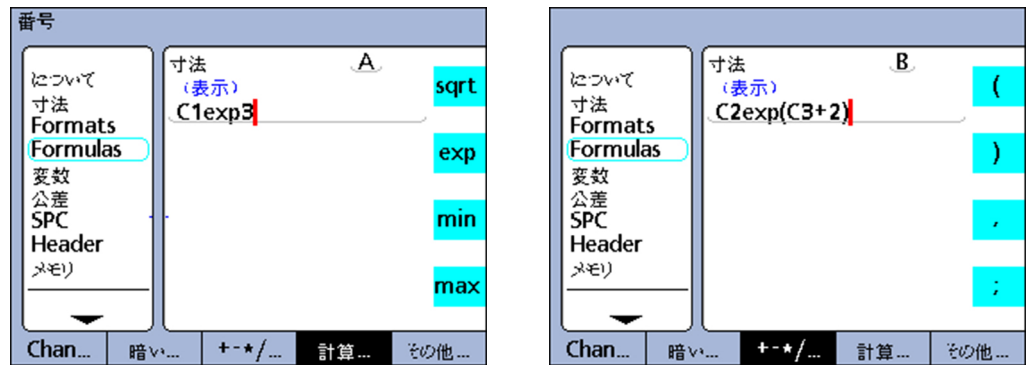 番号
について
寸法
Formats
Formulas
変数
公差
SPC
Header
メモリ
寸法 A
(表示)
C1exp3
sqrt
exp
min
max
Chan... 暗い... +-*/... 計算... その他...
について
寸法
Formats
Formulas
変数
公差
SPC
Header
メモリ
寸法 B
(表示)
C2exp(C3+2)
(
)
,
;
Chan... 暗い... +-*/... 計算... その他...